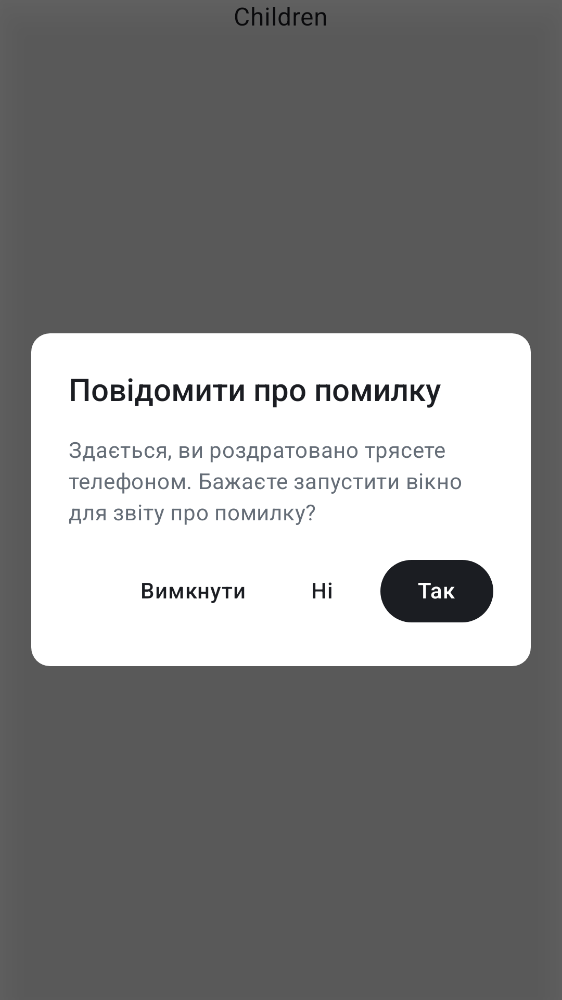 Children
Повідомити про помилку
Здається, ви роздратовано трясете
телефоном. Бажаєте запустити вікно
для звіту про помилку?
Вимкнути
Ні
Так